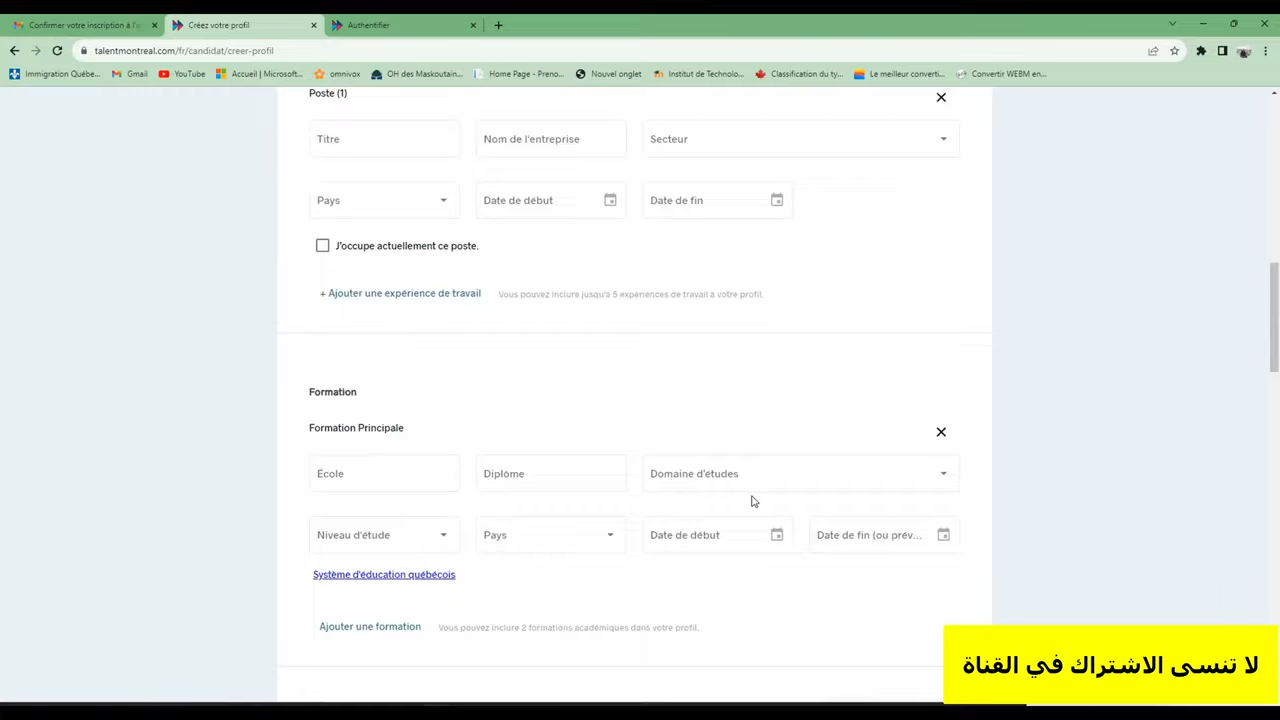 Confirmer votre inscription à l'e
Créez votre profil
Authentifier
talentmontreal.com/fr/candidat/creer-profil
Immigration Québe...
Gmail
YouTube
Accueil | Microsoft...
omnivox
OH des Maskoutain...
Home Page - Preno...
Nouvel onglet
Institut de Technolo...
Classification du ty...
Le meilleur converti...
Convertir WEBM en...
Poste (1)
Titre
Nom de l'entreprise
Secteur
Pays
Date de début
Date de fin
J'occupe actuellement ce poste.
+ Ajouter une expérience de travail
Vous pouvez inclure jusqu'à 5 expériences de travail à votre profil.
Formation
Formation Principale
École
Diplôme
Domaine d'études
Niveau d'étude
Pays
Date de début
Date de fin (ou prév...
Système d'éducation québécois
Ajouter une formation
Vous pouvez inclure 2 formations académiques dans votre profil.
لا تنسى الاشتراك في القناة